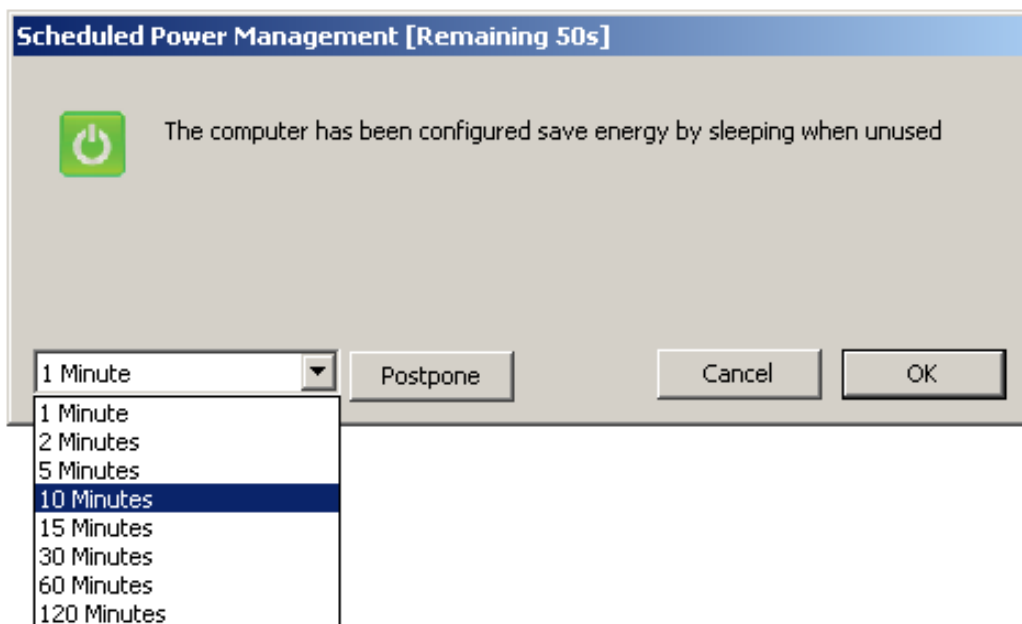 Scheduled Power Management [Remaining 50s]
The computer has been configured save energy by sleeping when unused
1 Minute
Postpone
Cancel
OK
1 Minute
2 Minutes
5 Minutes
10 Minutes
15 Minutes
30 Minutes
60 Minutes
120 Minutes